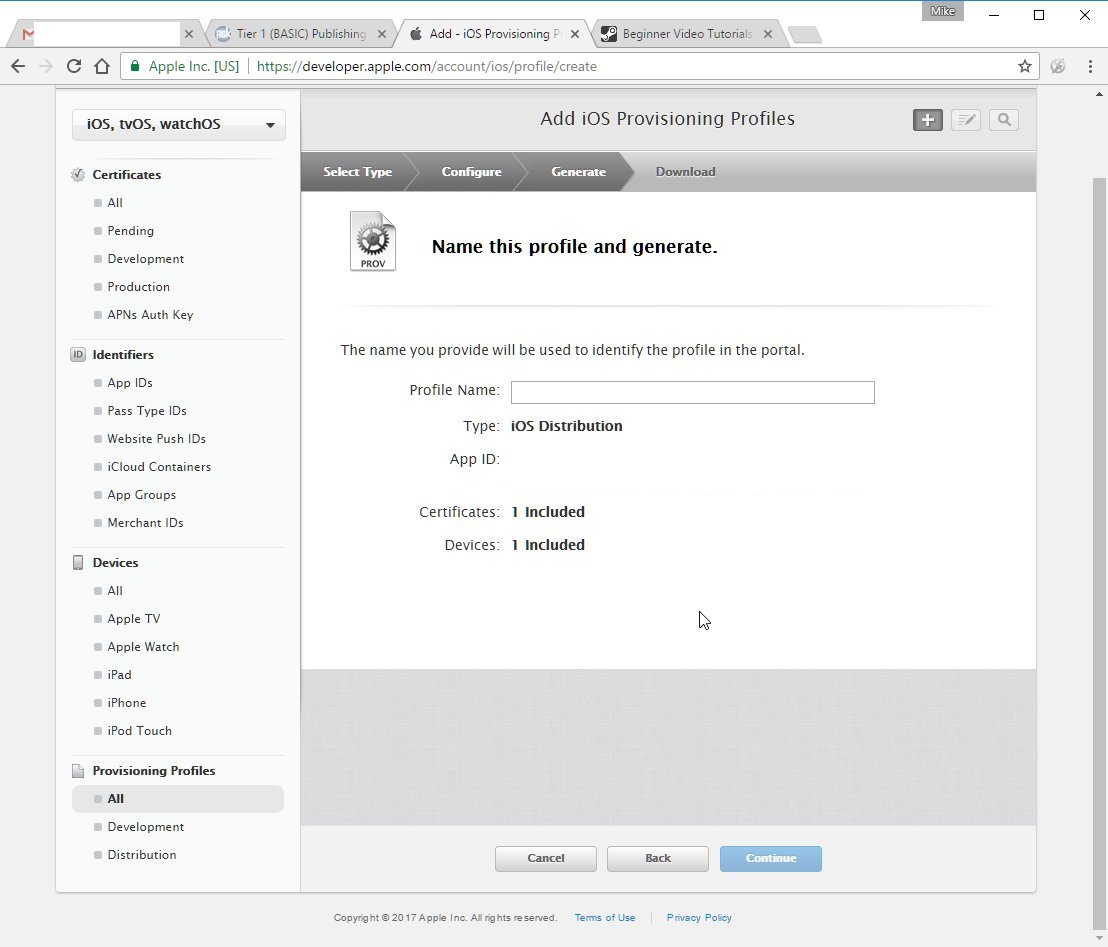 Mike
Tier 1 (BASIC) Publishing
Add - iOS Provisioning P
Beginner Video Tutorials
Apple Inc. [US]
https://developer.apple.com/account/ios/profile/create
iOS, tvOS, watchOS
Certificates
All
Pending
Development
Production
APNs Auth Key
ID Identifiers
App IDs
Pass Type IDs
Website Push IDs
iCloud Containers
App Groups
Merchant IDs
Devices
All
Apple TV
Apple Watch
iPad
iPhone
iPod Touch
Provisioning Profiles
All
Development
Distribution
Add iOS Provisioning Profiles
Select Type
Configure
Generate
Download
PROV
Name this profile and generate.
The name you provide will be used to identify the profile in the portal.
Profile Name:
Type: iOS Distribution
App ID:
Certificates: 1 Included
Devices: 1 Included
Cancel
Back
Continue
Copyright © 2017 Apple Inc. All rights reserved. Terms of Use Privacy Policy